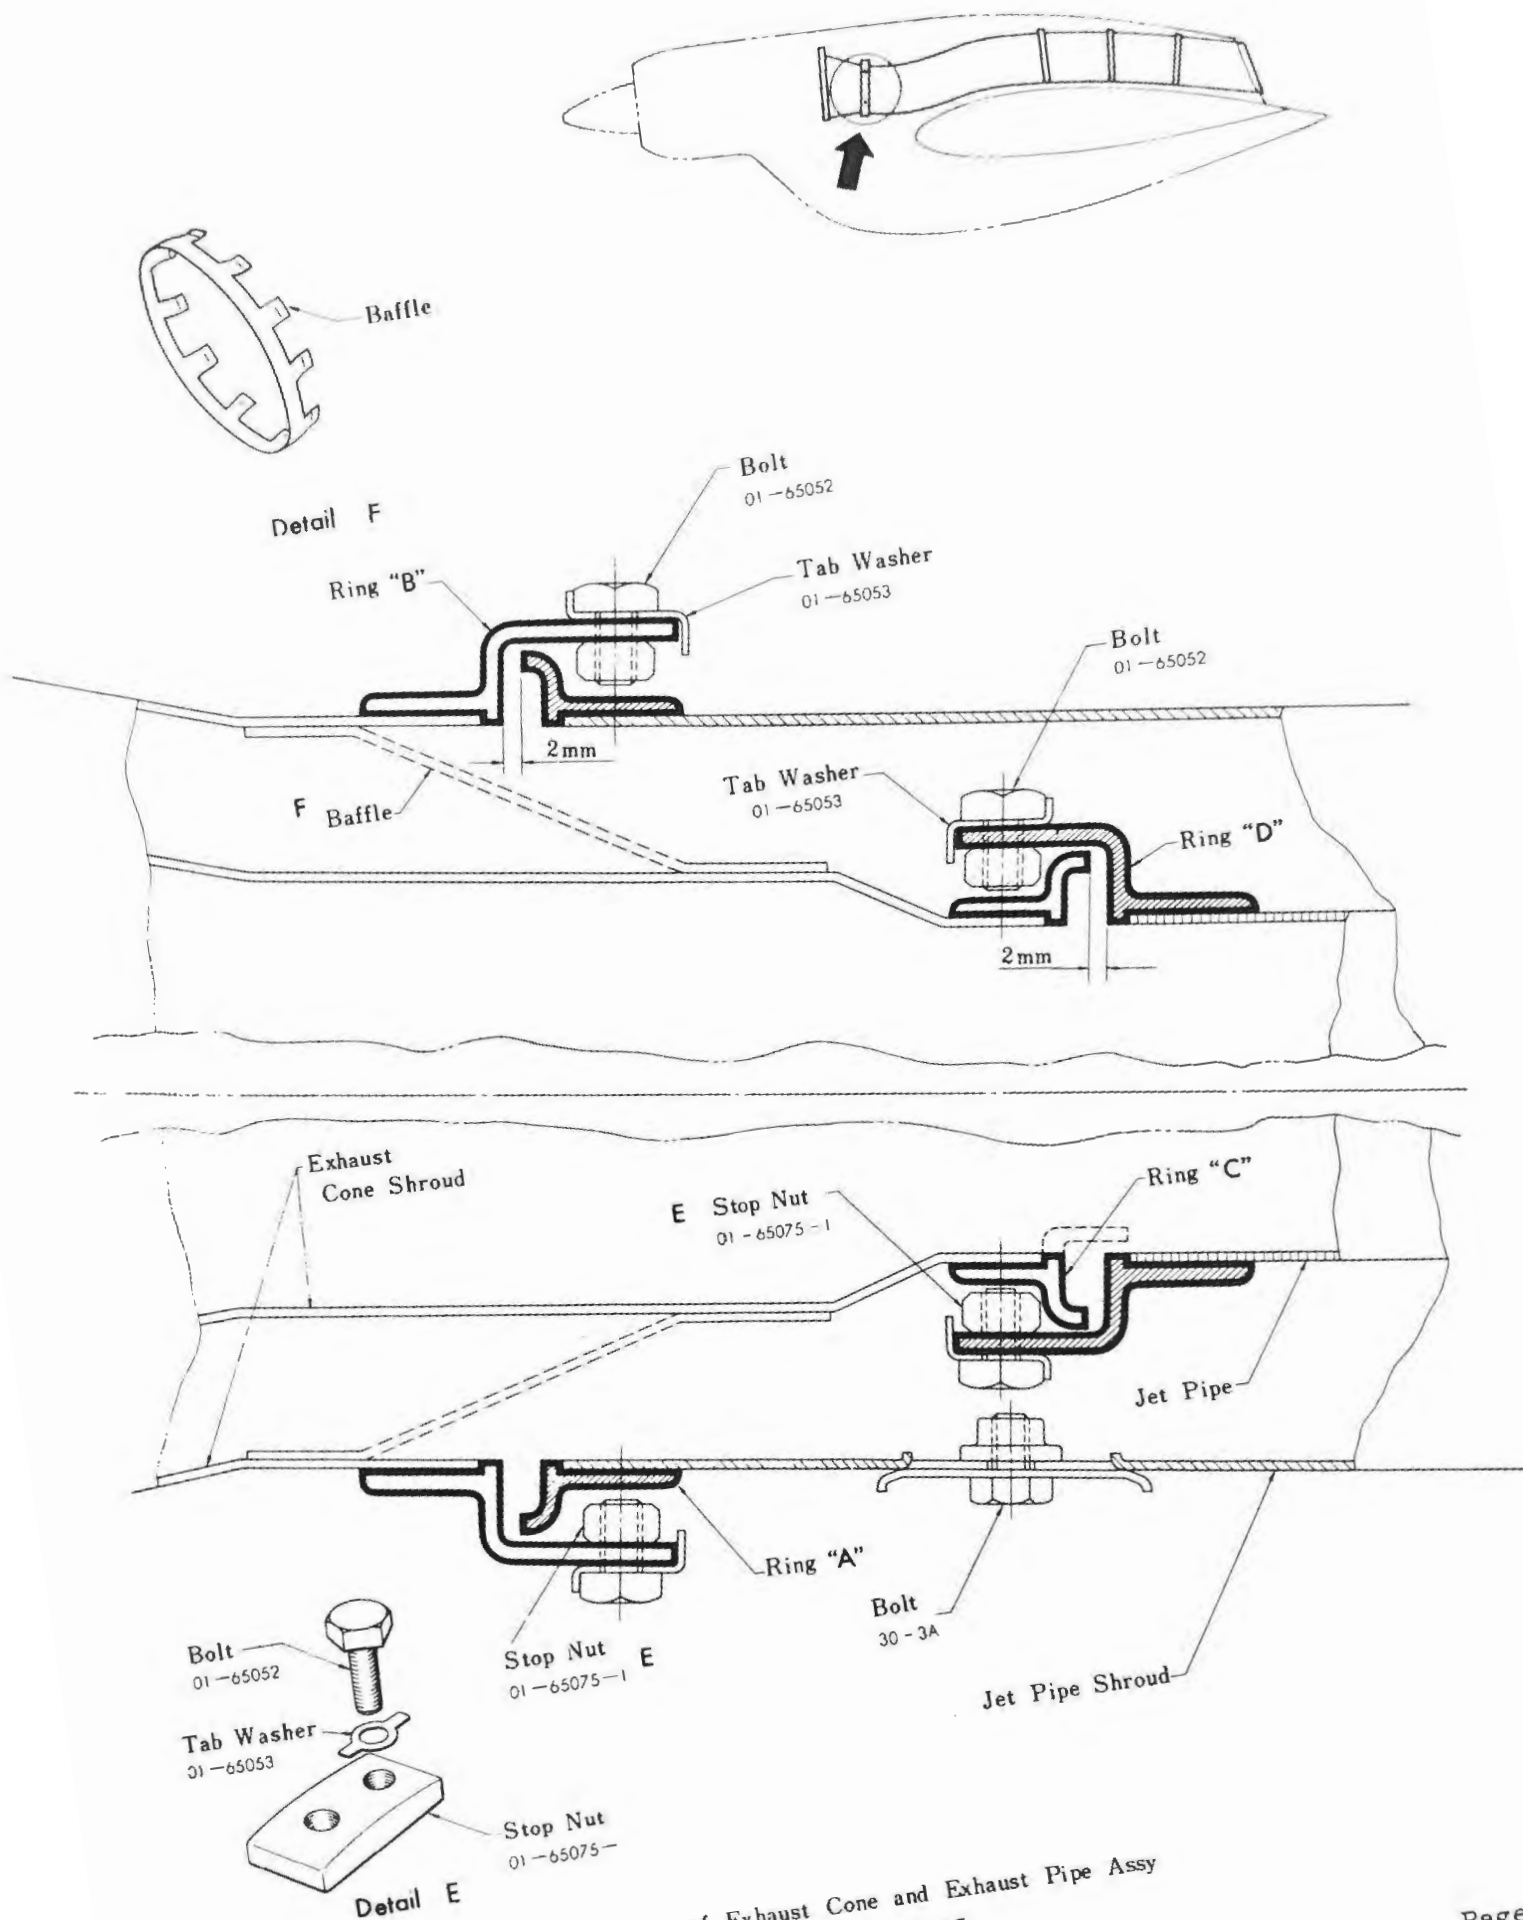 Baffle
Detail F
Bolt
01-65052
Ring "B"
Tab Washer
01-65053
Bolt
01-65052
2mm
Tab Washer
01-65053
F Baffle
Ring "D"
2mm
Exhaust
Cone Shroud
E Stop Nut
01-65075-1
Ring "C"
Jet Pipe
Ring "A"
Bolt
30-3A
Stop Nut E
01-65075-1
Jet Pipe Shroud
Bolt
01-65052
Tab Washer
01-65053
Stop Nut
01-65075-
Detail E
Exhaust Cone and Exhaust Pipe Assy
Page